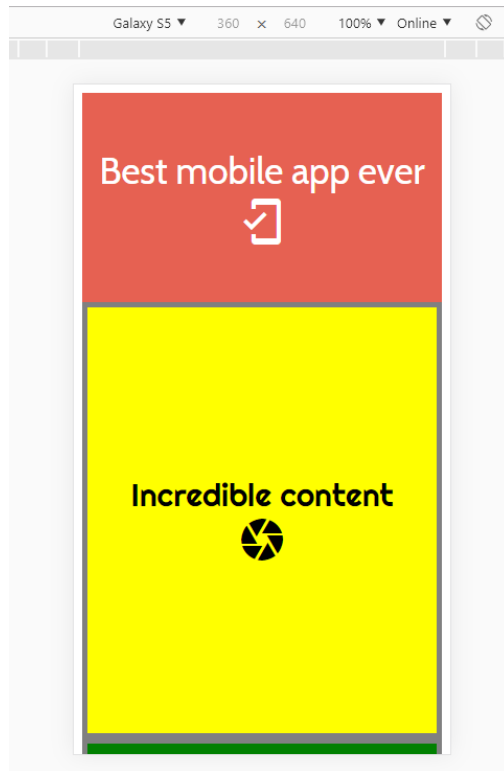 Galaxy S5 ▼ 360 × 640 100% ▼ Online ▼
Best mobile app ever
Incredible content